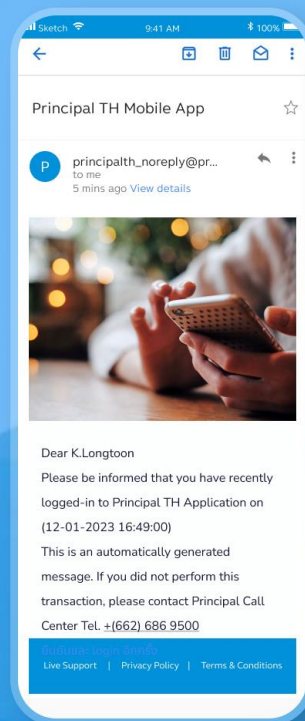 Sketch 9:41 AM 100%
Principal TH Mobile App
P
principalth_noreply@pr...
to me
5 mins ago View details
Dear K.Longtoon
Please be informed that you have recently
logged-in to Principal TH Application on
(12-01-2023 16:49:00)
This is an automatically generated
message. If you did not perform this
transaction, please contact Principal Call
Center Tel. +(662) 686 9500
Live Support | Privacy Policy | Terms & Conditions